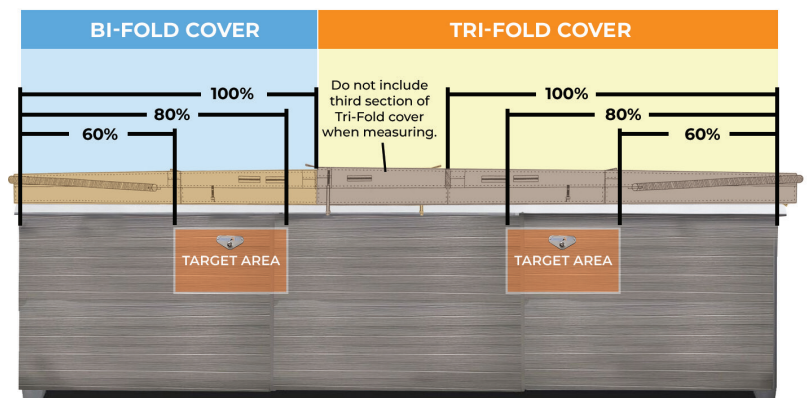 BI-FOLD COVER
TRI-FOLD COVER
100%
80%
60%
Do not include
third section of
Tri-Fold cover
when measuring.
100%
80%
60%
TARGET AREA
TARGET AREA